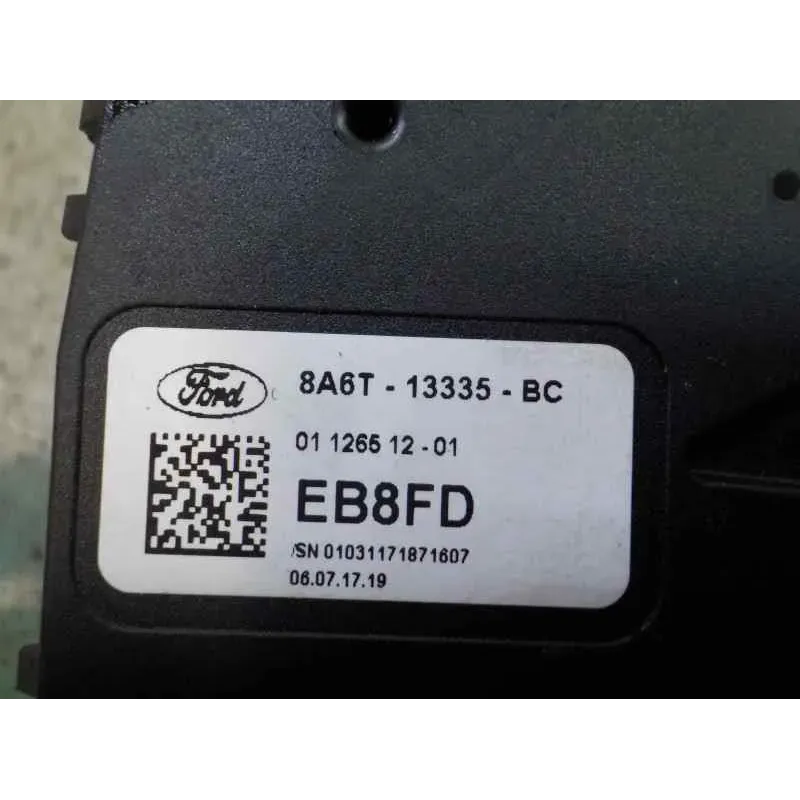 Ford
8A6T - 13335 - BC
01 1265 12 - 01
EB8FD
/SN 01031171871607
06.07.17.19